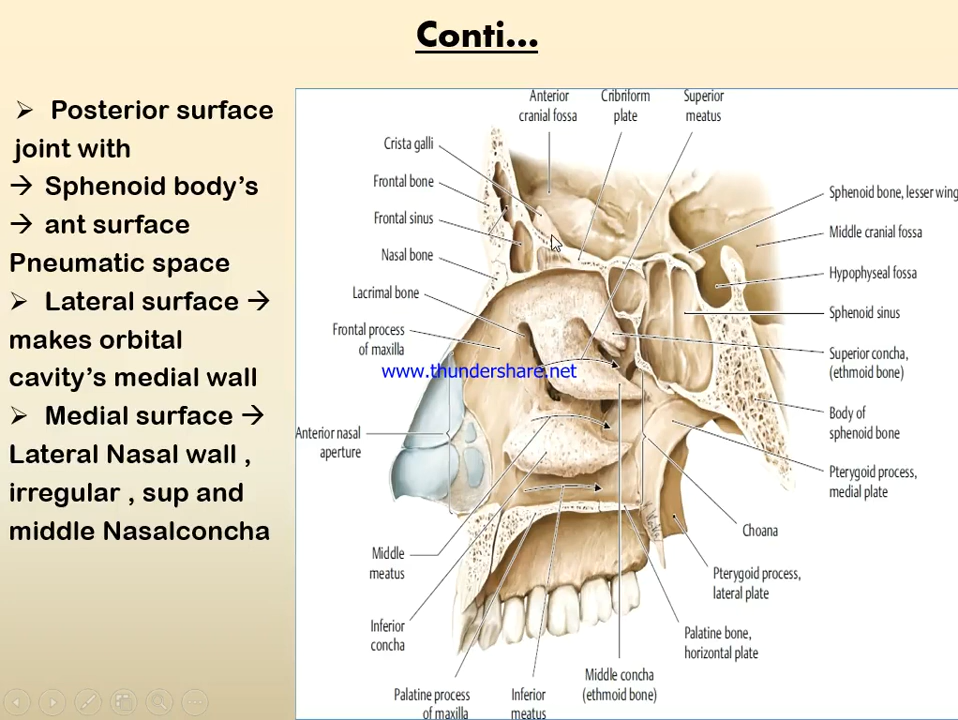 Conti...
➢ Posterior surface
joint with
→ Sphenoid body's
→ ant surface
Pneumatic space
➢ Lateral surface →
makes orbital
cavity's medial wall
➢ Medial surface →
Lateral Nasal wall ,
irregular , sup and
middle Nasalconcha
Anterior
cranial fossa
Cribriform
plate
Superior
meatus
Crista galli
Frontal bone
Frontal sinus
Nasal bone
Lacrimal bone
Frontal process
of maxilla
www.thundershare.net
Anterior nasal
aperture
Middle
meatus
Inferior
concha
Palatine process
of maxilla
Inferior
meatus
Middle concha
(ethmoid bone)
Sphenoid bone, lesser wing
Middle cranial fossa
Hypophyseal fossa
Sphenoid sinus
Superior concha,
(ethmoid bone)
Body of
sphenoid bone
Pterygoid process,
medial plate
Choana
Pterygoid process,
lateral plate
Palatine bone,
horizontal plate